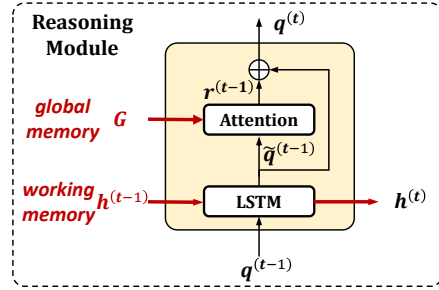 Reasoning
Module
q^(t)
⊕
r^(t−1)
global
memory G
Attention
q̃^(t−1)
working
memory h^(t−1)
LSTM
h^(t)
q^(t−1)